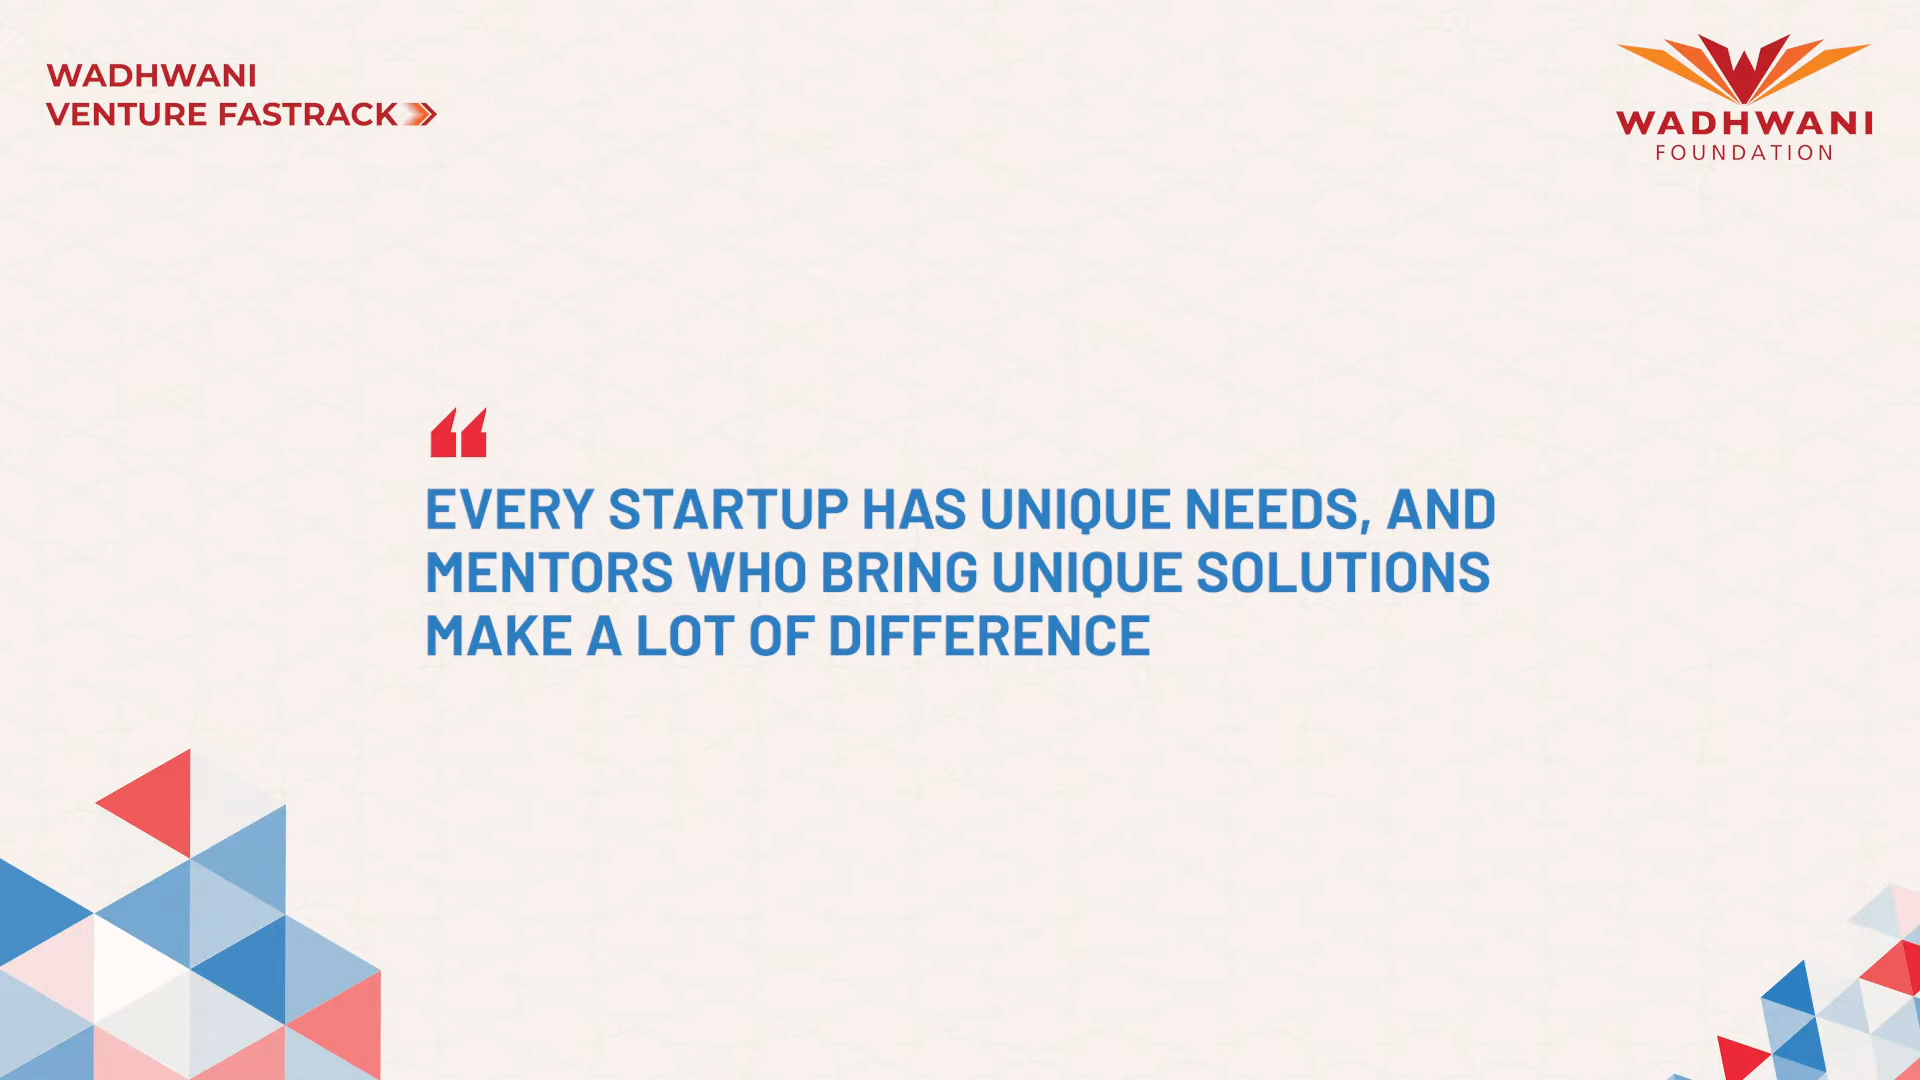 WADHWANI
VENTURE FASTRACK
WADHWANI
FOUNDATION
❝
EVERY STARTUP HAS UNIQUE NEEDS, AND
MENTORS WHO BRING UNIQUE SOLUTIONS
MAKE A LOT OF DIFFERENCE